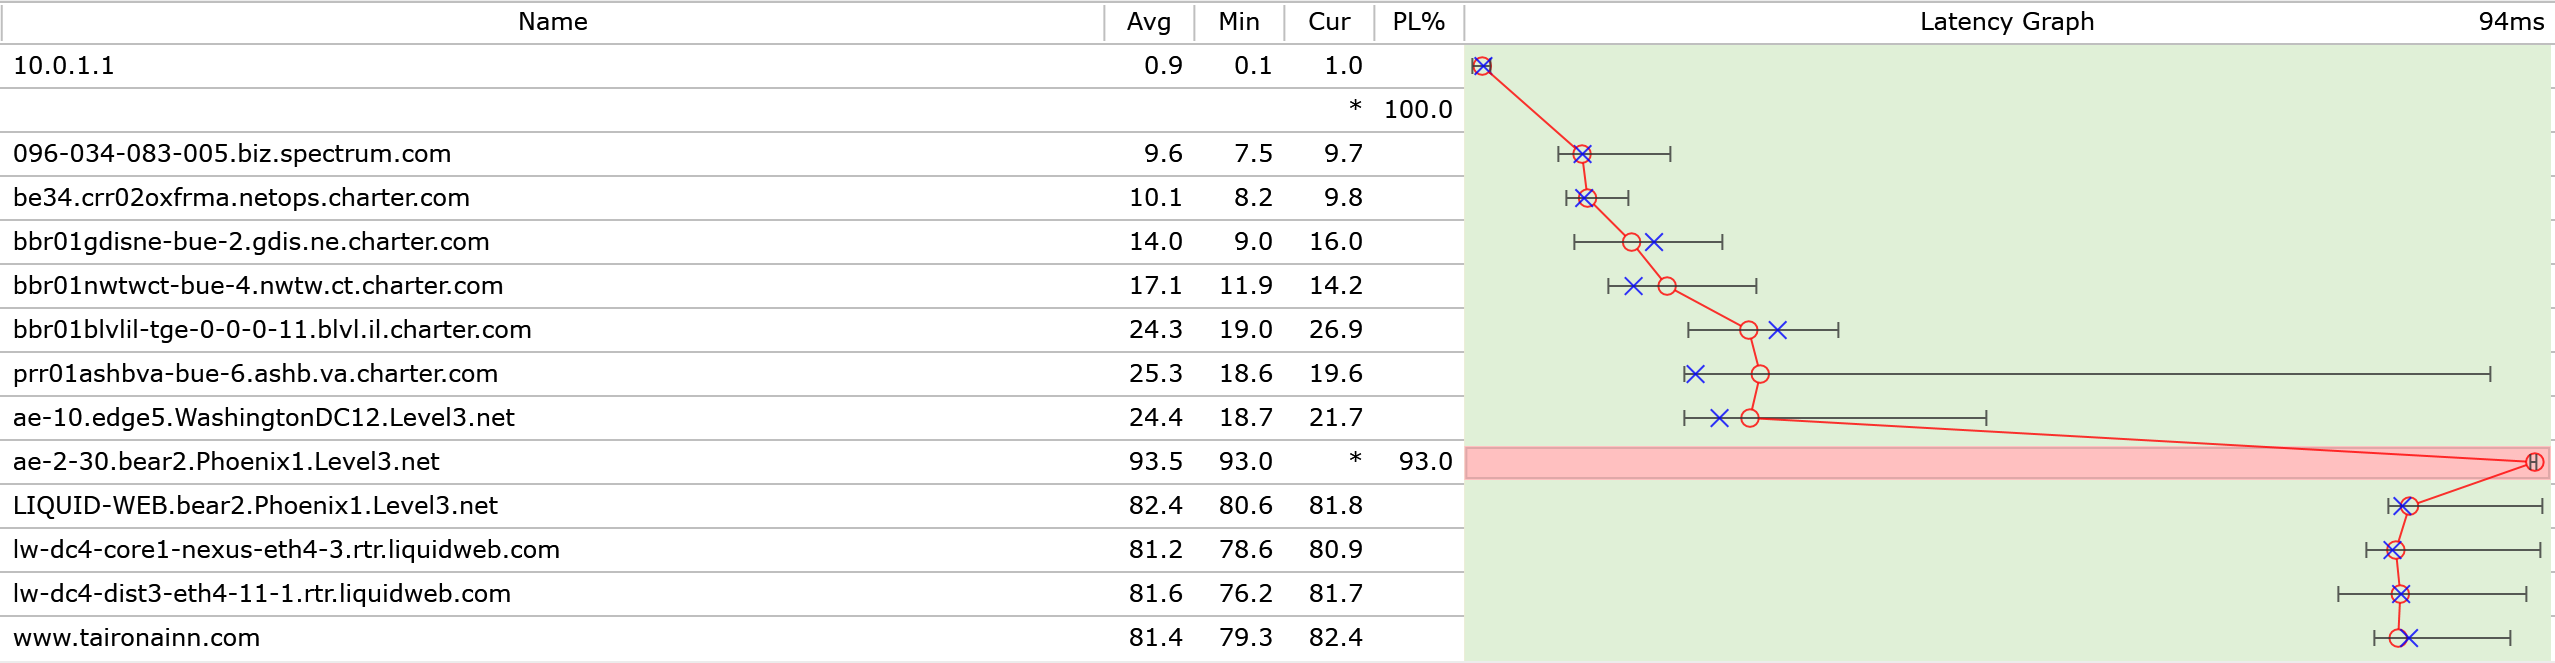 Name Avg Min Cur PL% Latency Graph 94ms
10.0.1.1 0.9 0.1 1.0
* 100.0
096-034-083-005.biz.spectrum.com 9.6 7.5 9.7
be34.crr02oxfrma.netops.charter.com 10.1 8.2 9.8
bbr01gdisne-bue-2.gdis.ne.charter.com 14.0 9.0 16.0
bbr01nwtwct-bue-4.nwtw.ct.charter.com 17.1 11.9 14.2
bbr01blvlil-tge-0-0-0-11.blvl.il.charter.com 24.3 19.0 26.9
prr01ashbva-bue-6.ashb.va.charter.com 25.3 18.6 19.6
ae-10.edge5.WashingtonDC12.Level3.net 24.4 18.7 21.7
ae-2-30.bear2.Phoenix1.Level3.net 93.5 93.0 * 93.0
LIQUID-WEB.bear2.Phoenix1.Level3.net 82.4 80.6 81.8
lw-dc4-core1-nexus-eth4-3.rtr.liquidweb.com 81.2 78.6 80.9
lw-dc4-dist3-eth4-11-1.rtr.liquidweb.com 81.6 76.2 81.7
www.taironainn.com 81.4 79.3 82.4